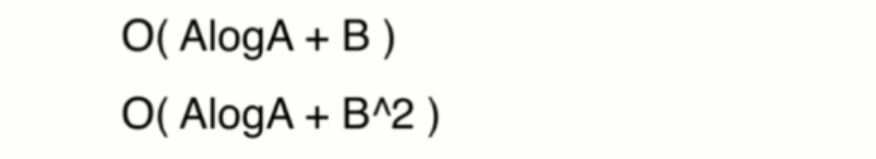 O( AlogA + B )
O( AlogA + B^2 )